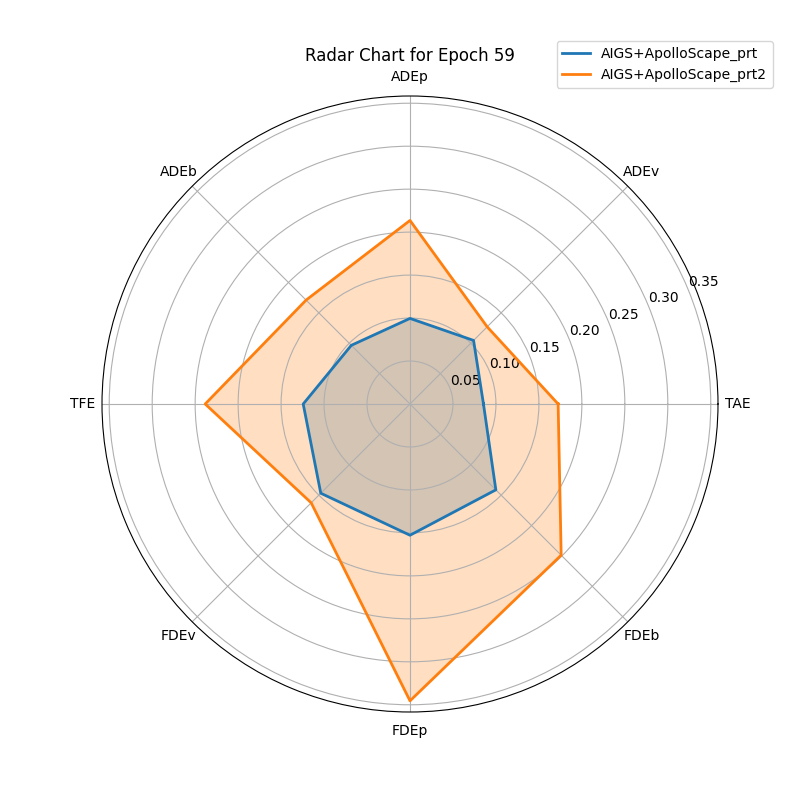 Radar Chart for Epoch 59
AIGS+ApolloScape_prt
AIGS+ApolloScape_prt2
ADEp
ADEb
ADEv
0.35
0.30
0.25
0.20
0.15
0.10
0.05
TFE
TAE
FDEv
FDEb
FDEp